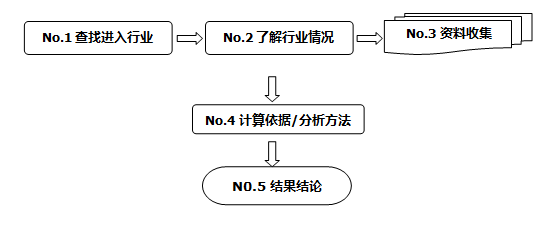 No.1 查找进入行业
No.2 了解行业情况
No.3 资料收集
No.4 计算依据/分析方法
N0.5 结果结论